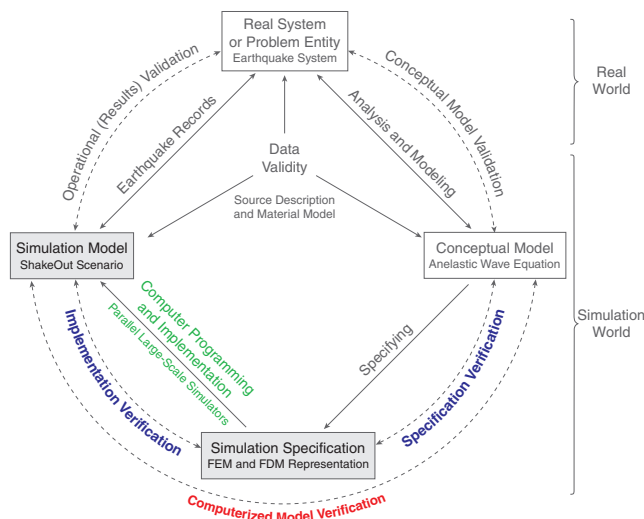 Real System
or Problem Entity
Earthquake System
Real
World
Operational (Results) Validation
Conceptual Model Validation
Earthquake Records
Analysis and Modeling
Data
Validity
Source Description
and Material Model
Simulation Model
ShakeOut Scenario
Conceptual Model
Anelastic Wave Equation
Simulation
World
Computer Programming
and Implementation
Parallel Large-Scale Simulators
Specifying
Implementation Verification
Specification Verification
Simulation Specification
FEM and FDM Representation
Computerized Model Verification